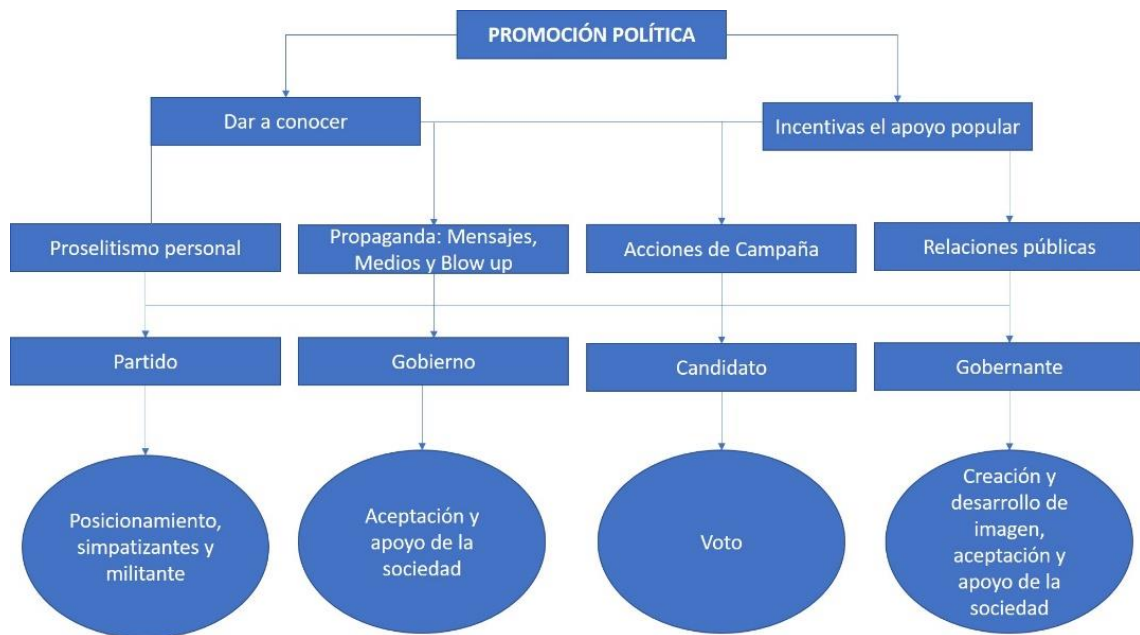 PROMOCIÓN POLÍTICA
Dar a conocer
Incentivas el apoyo popular
Proselitismo personal
Propaganda: Mensajes,
Medios y Blow up
Acciones de Campaña
Relaciones públicas
Partido
Gobierno
Candidato
Gobernante
Posicionamiento,
simpatizantes y
militante
Aceptación y
apoyo de la
sociedad
Voto
Creación y
desarrollo de
imagen,
aceptación y
apoyo de la
sociedad